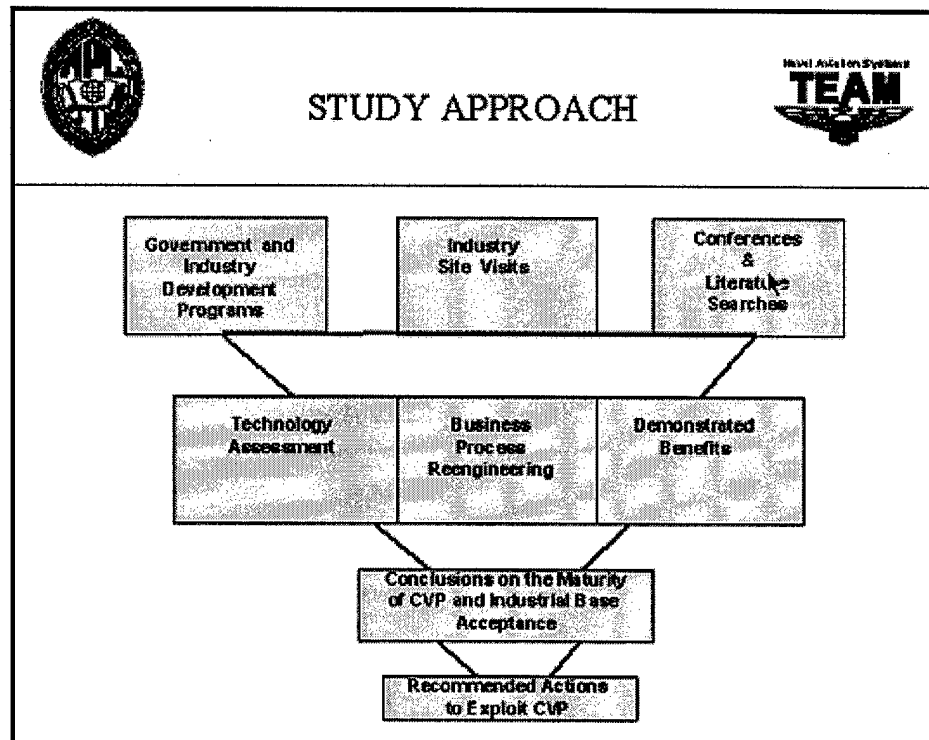 APL
Naval Aviation Systems
TEAM
STUDY APPROACH
Government and
Industry
Development
Programs
Industry
Site Visits
Conferences
&
Literature
Searches
Technology
Assessment
Business
Process
Reengineering
Demonstrated
Benefits
Conclusions on the Maturity
of CVP and Industrial Base
Acceptance
Recommended Actions
to Exploit CVP